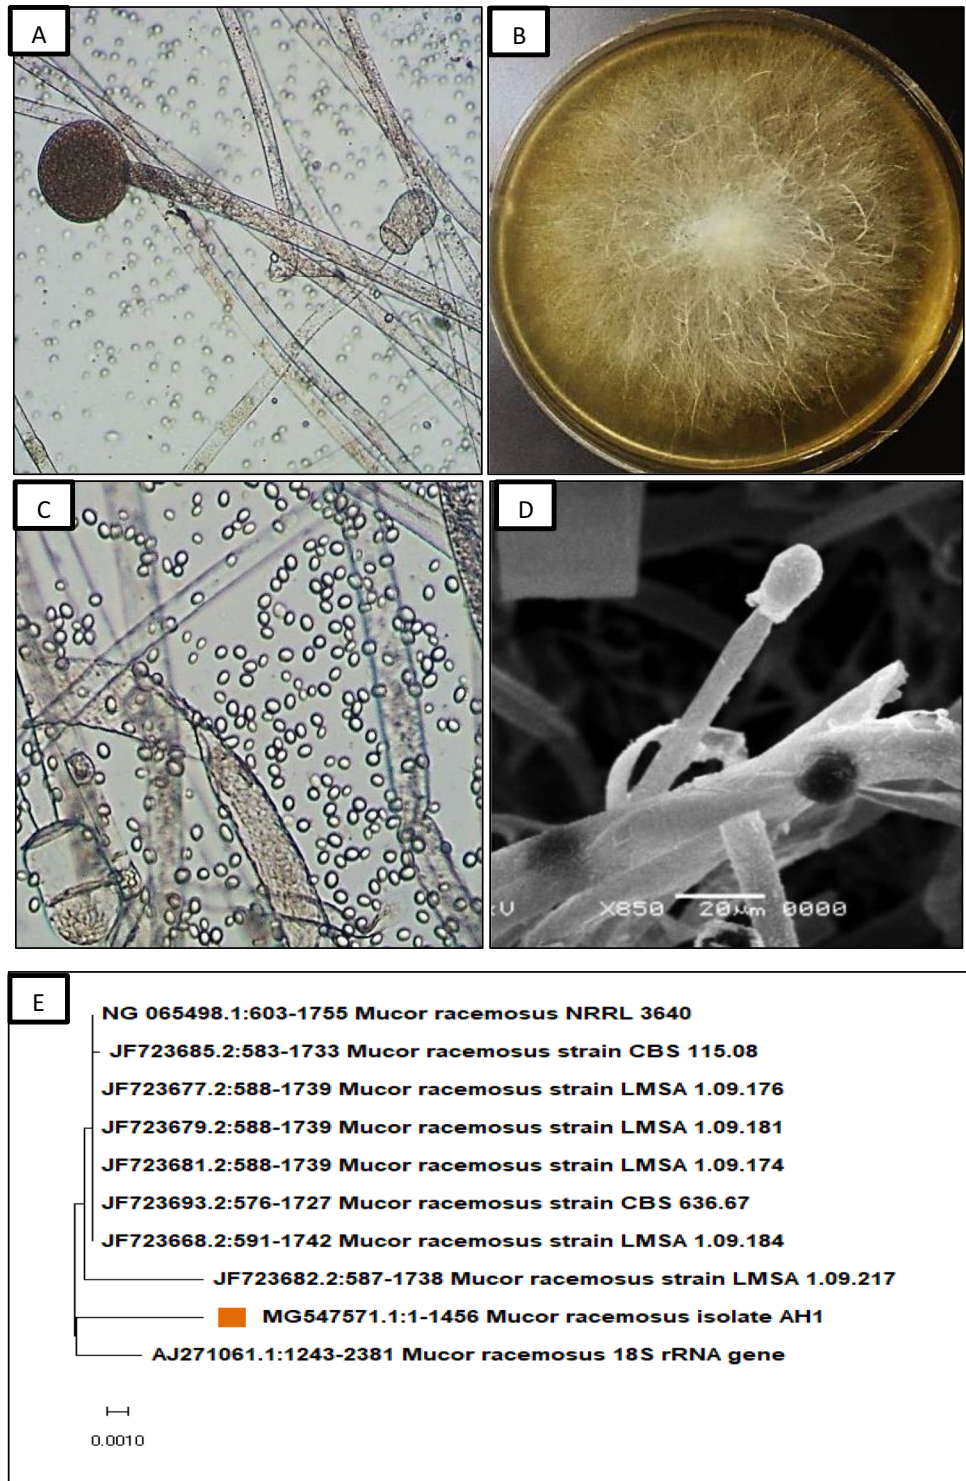 A
B
C
D
kV X850 20µm 0000
E
NG 065498.1:603-1755 Mucor racemosus NRRL 3640
JF723685.2:583-1733 Mucor racemosus strain CBS 115.08
JF723677.2:588-1739 Mucor racemosus strain LMSA 1.09.176
JF723679.2:588-1739 Mucor racemosus strain LMSA 1.09.181
JF723681.2:588-1739 Mucor racemosus strain LMSA 1.09.174
JF723693.2:576-1727 Mucor racemosus strain CBS 636.67
JF723668.2:591-1742 Mucor racemosus strain LMSA 1.09.184
JF723682.2:587-1738 Mucor racemosus strain LMSA 1.09.217
MG547571.1:1-1456 Mucor racemosus isolate AH1
AJ271061.1:1243-2381 Mucor racemosus 18S rRNA gene
0.0010